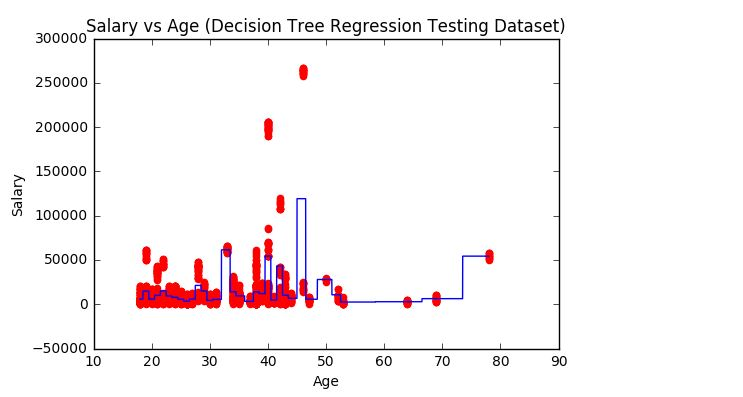 Salary vs Age (Decision Tree Regression Testing Dataset)
300000
250000
200000
150000
100000
50000
0
−50000
Salary
10 20 30 40 50 60 70 80 90
Age